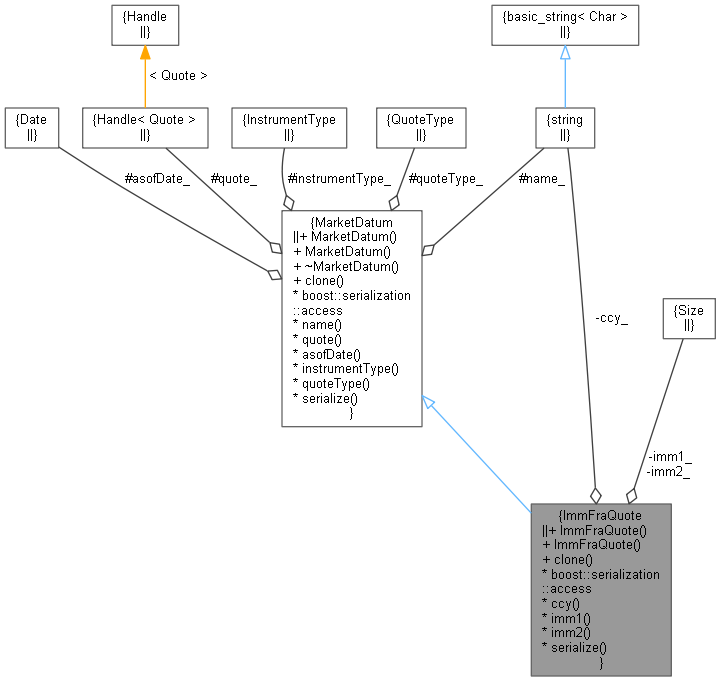 {Handle
||}
{basic_string< Char >
||}
< Quote >
{Date
||}
{Handle< Quote >
||}
{InstrumentType
||}
{QuoteType
||}
{string
||}
#asofDate_
#quote_
#instrumentType_
#quoteType_
#name_
{MarketDatum
||+ MarketDatum()
+ MarketDatum()
+ ~MarketDatum()
+ clone()
* boost::serialization
::access
* name()
* quote()
* asofDate()
* instrumentType()
* quoteType()
* serialize()
}
-ccy_
{Size
||}
-imm1_
-imm2_
{ImmFraQuote
||+ ImmFraQuote()
+ ImmFraQuote()
+ clone()
* boost::serialization
::access
* ccy()
* imm1()
* imm2()
* serialize()
}